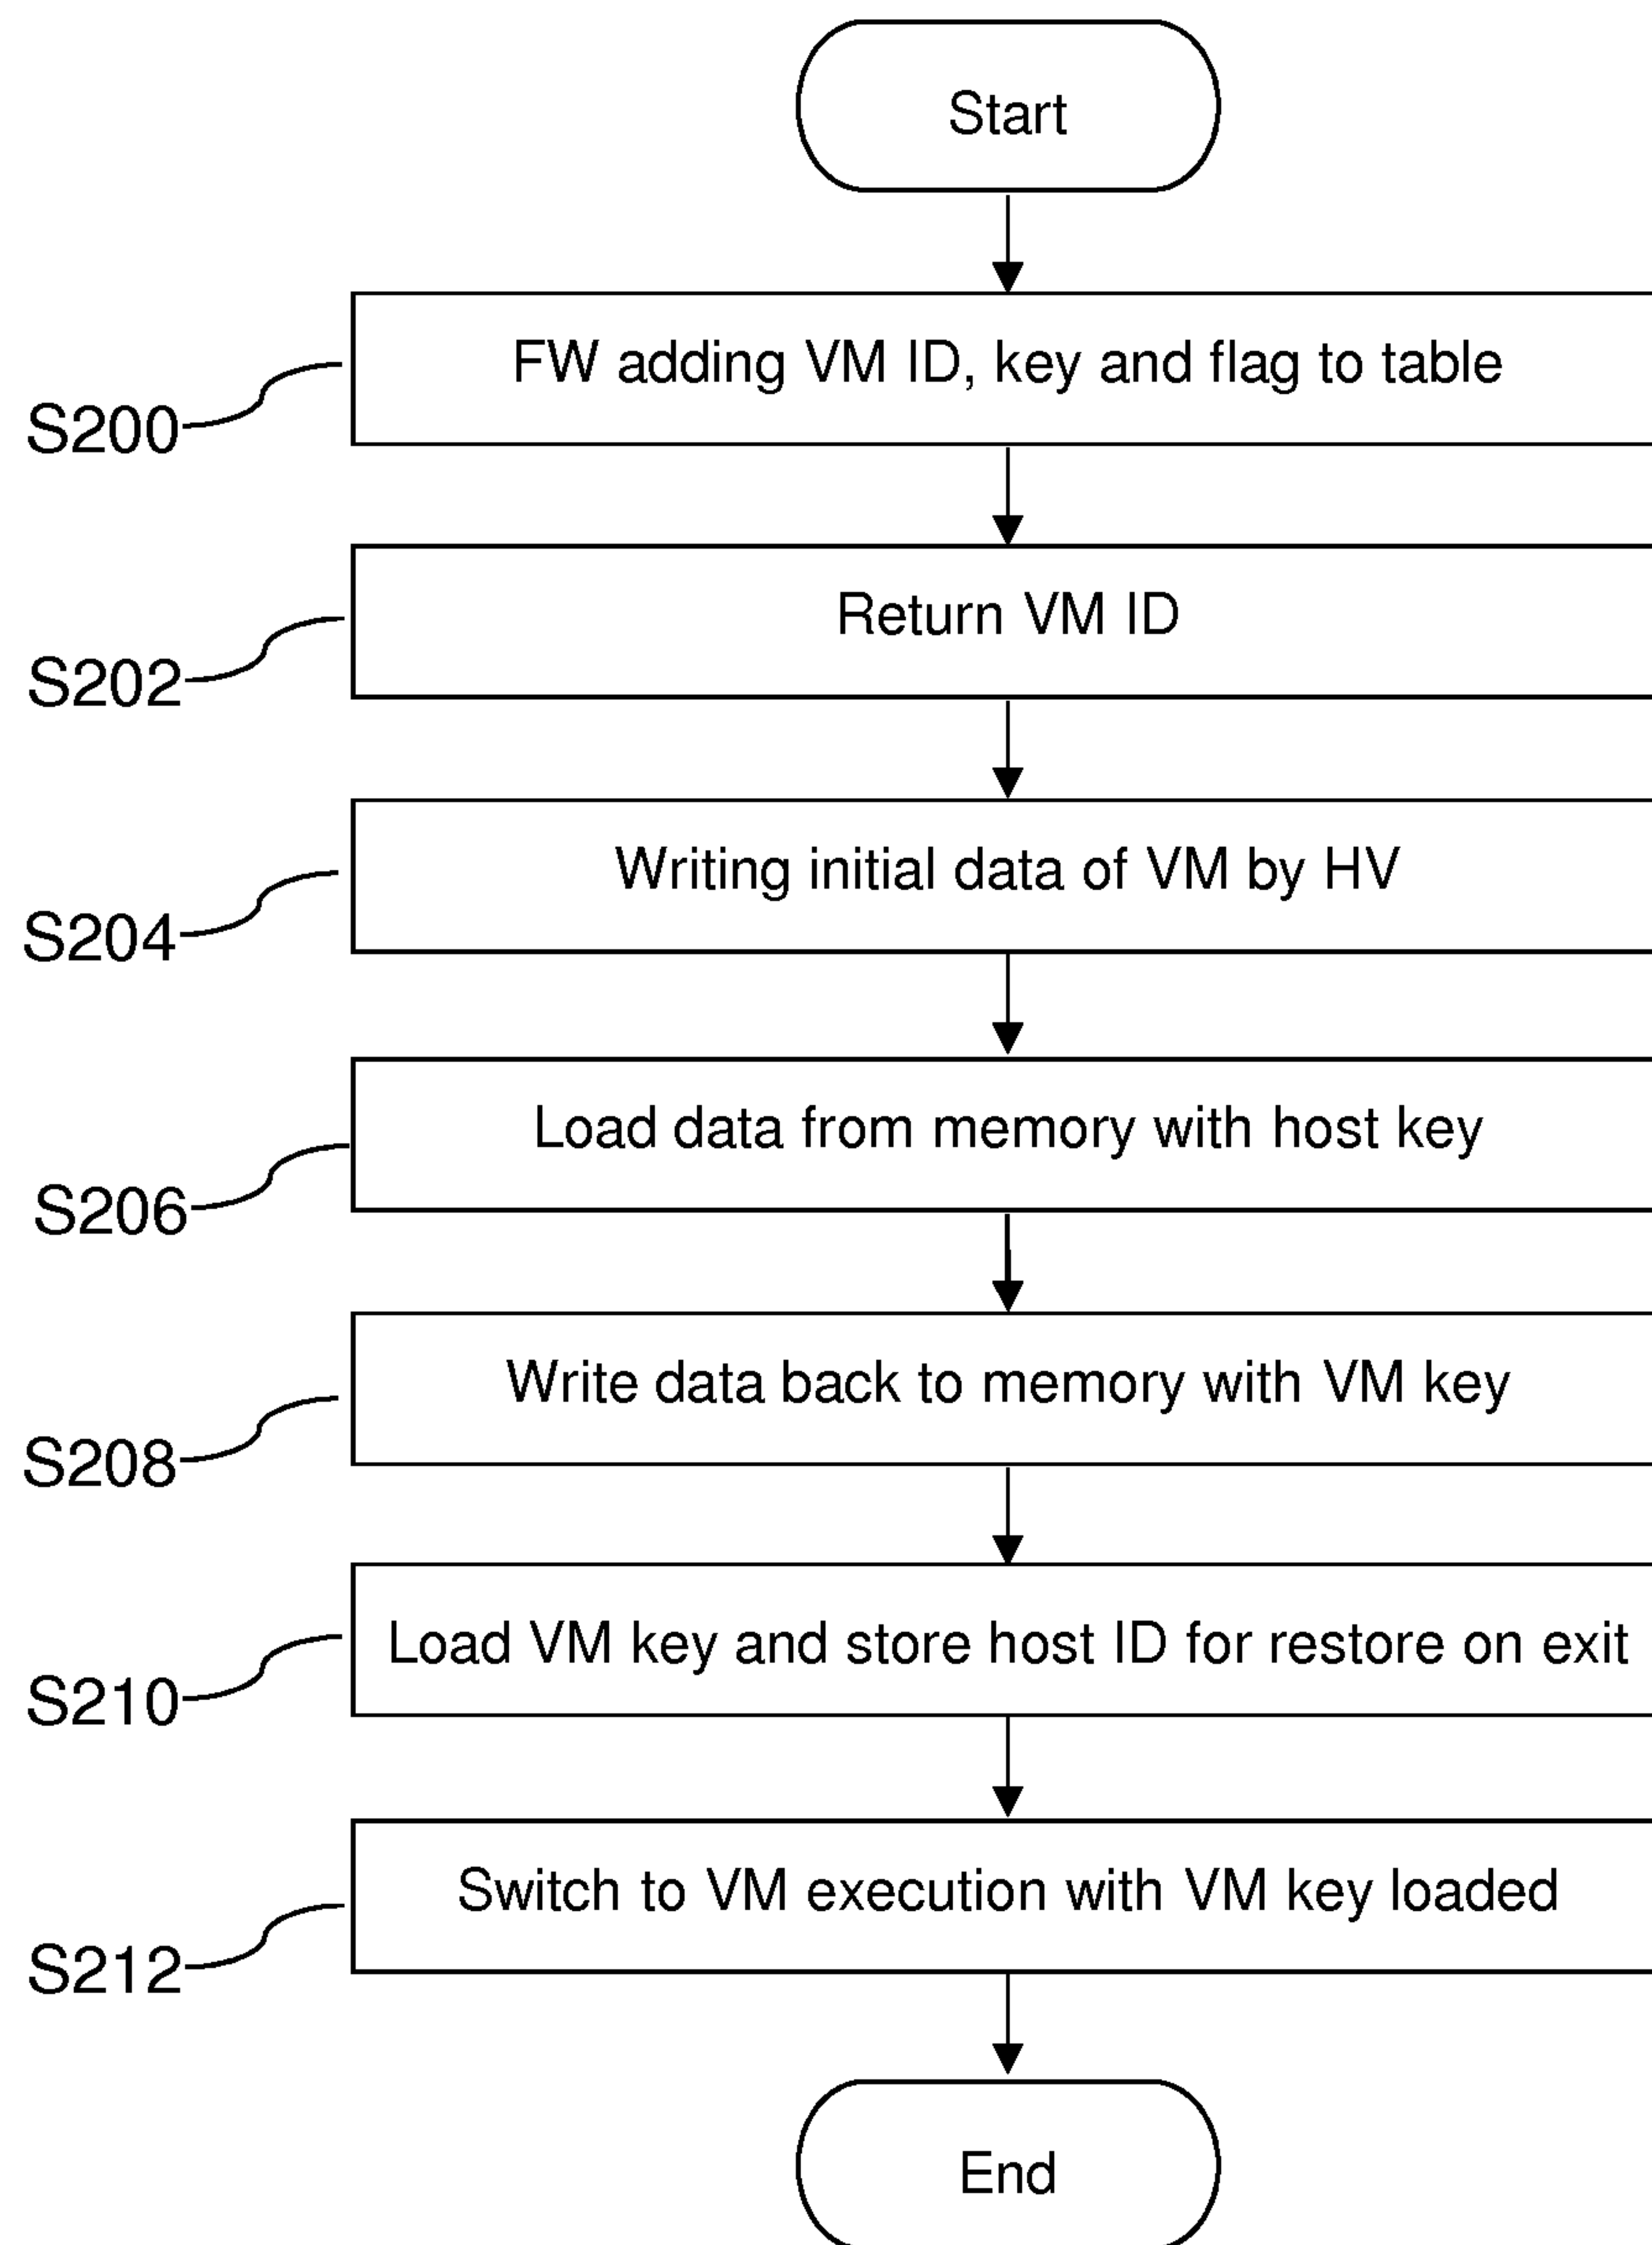 Start
FW adding VM ID, key and flag to table
S200
Return VM ID
S202
Writing initial data of VM by HV
S204
Load data from memory with host key
S206
Write data back to memory with VM key
S208
Load VM key and store host ID for restore on exit
S210
Switch to VM execution with VM key loaded
S212
End